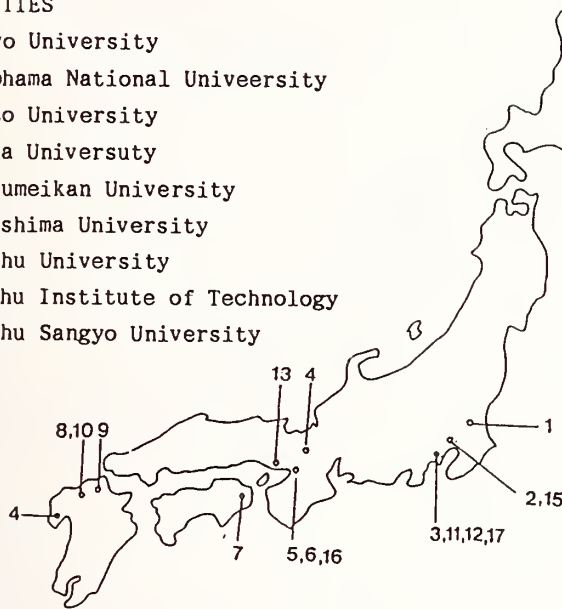 TIES
o University
hama National Univeersity
o University
a Universuty
umeikan University
shima University
hu University
hu Institute of Technology
hu Sangyo University
13 4
8,10 9
1
4
2,15
7
5,6,16
3,11,12,17